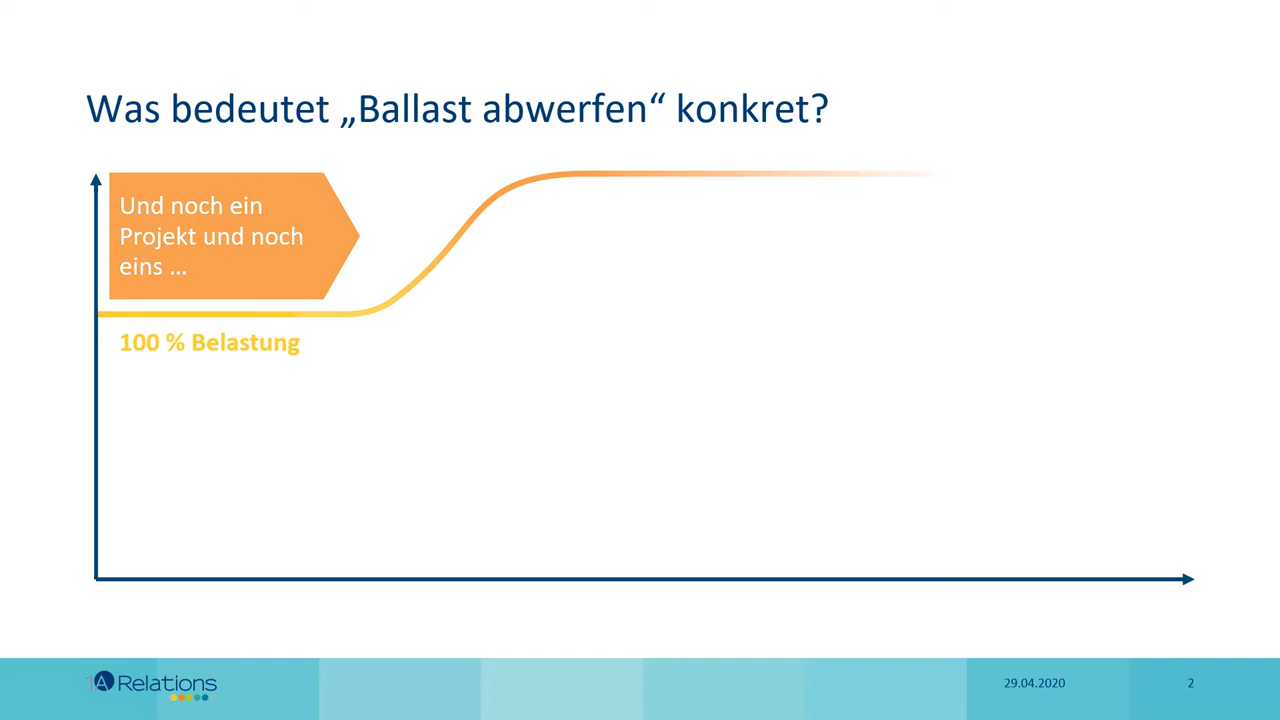 Was bedeutet „Ballast abwerfen“ konkret?
Und noch ein
Projekt und noch
eins …
100 % Belastung
1A Relations
29.04.2020
2